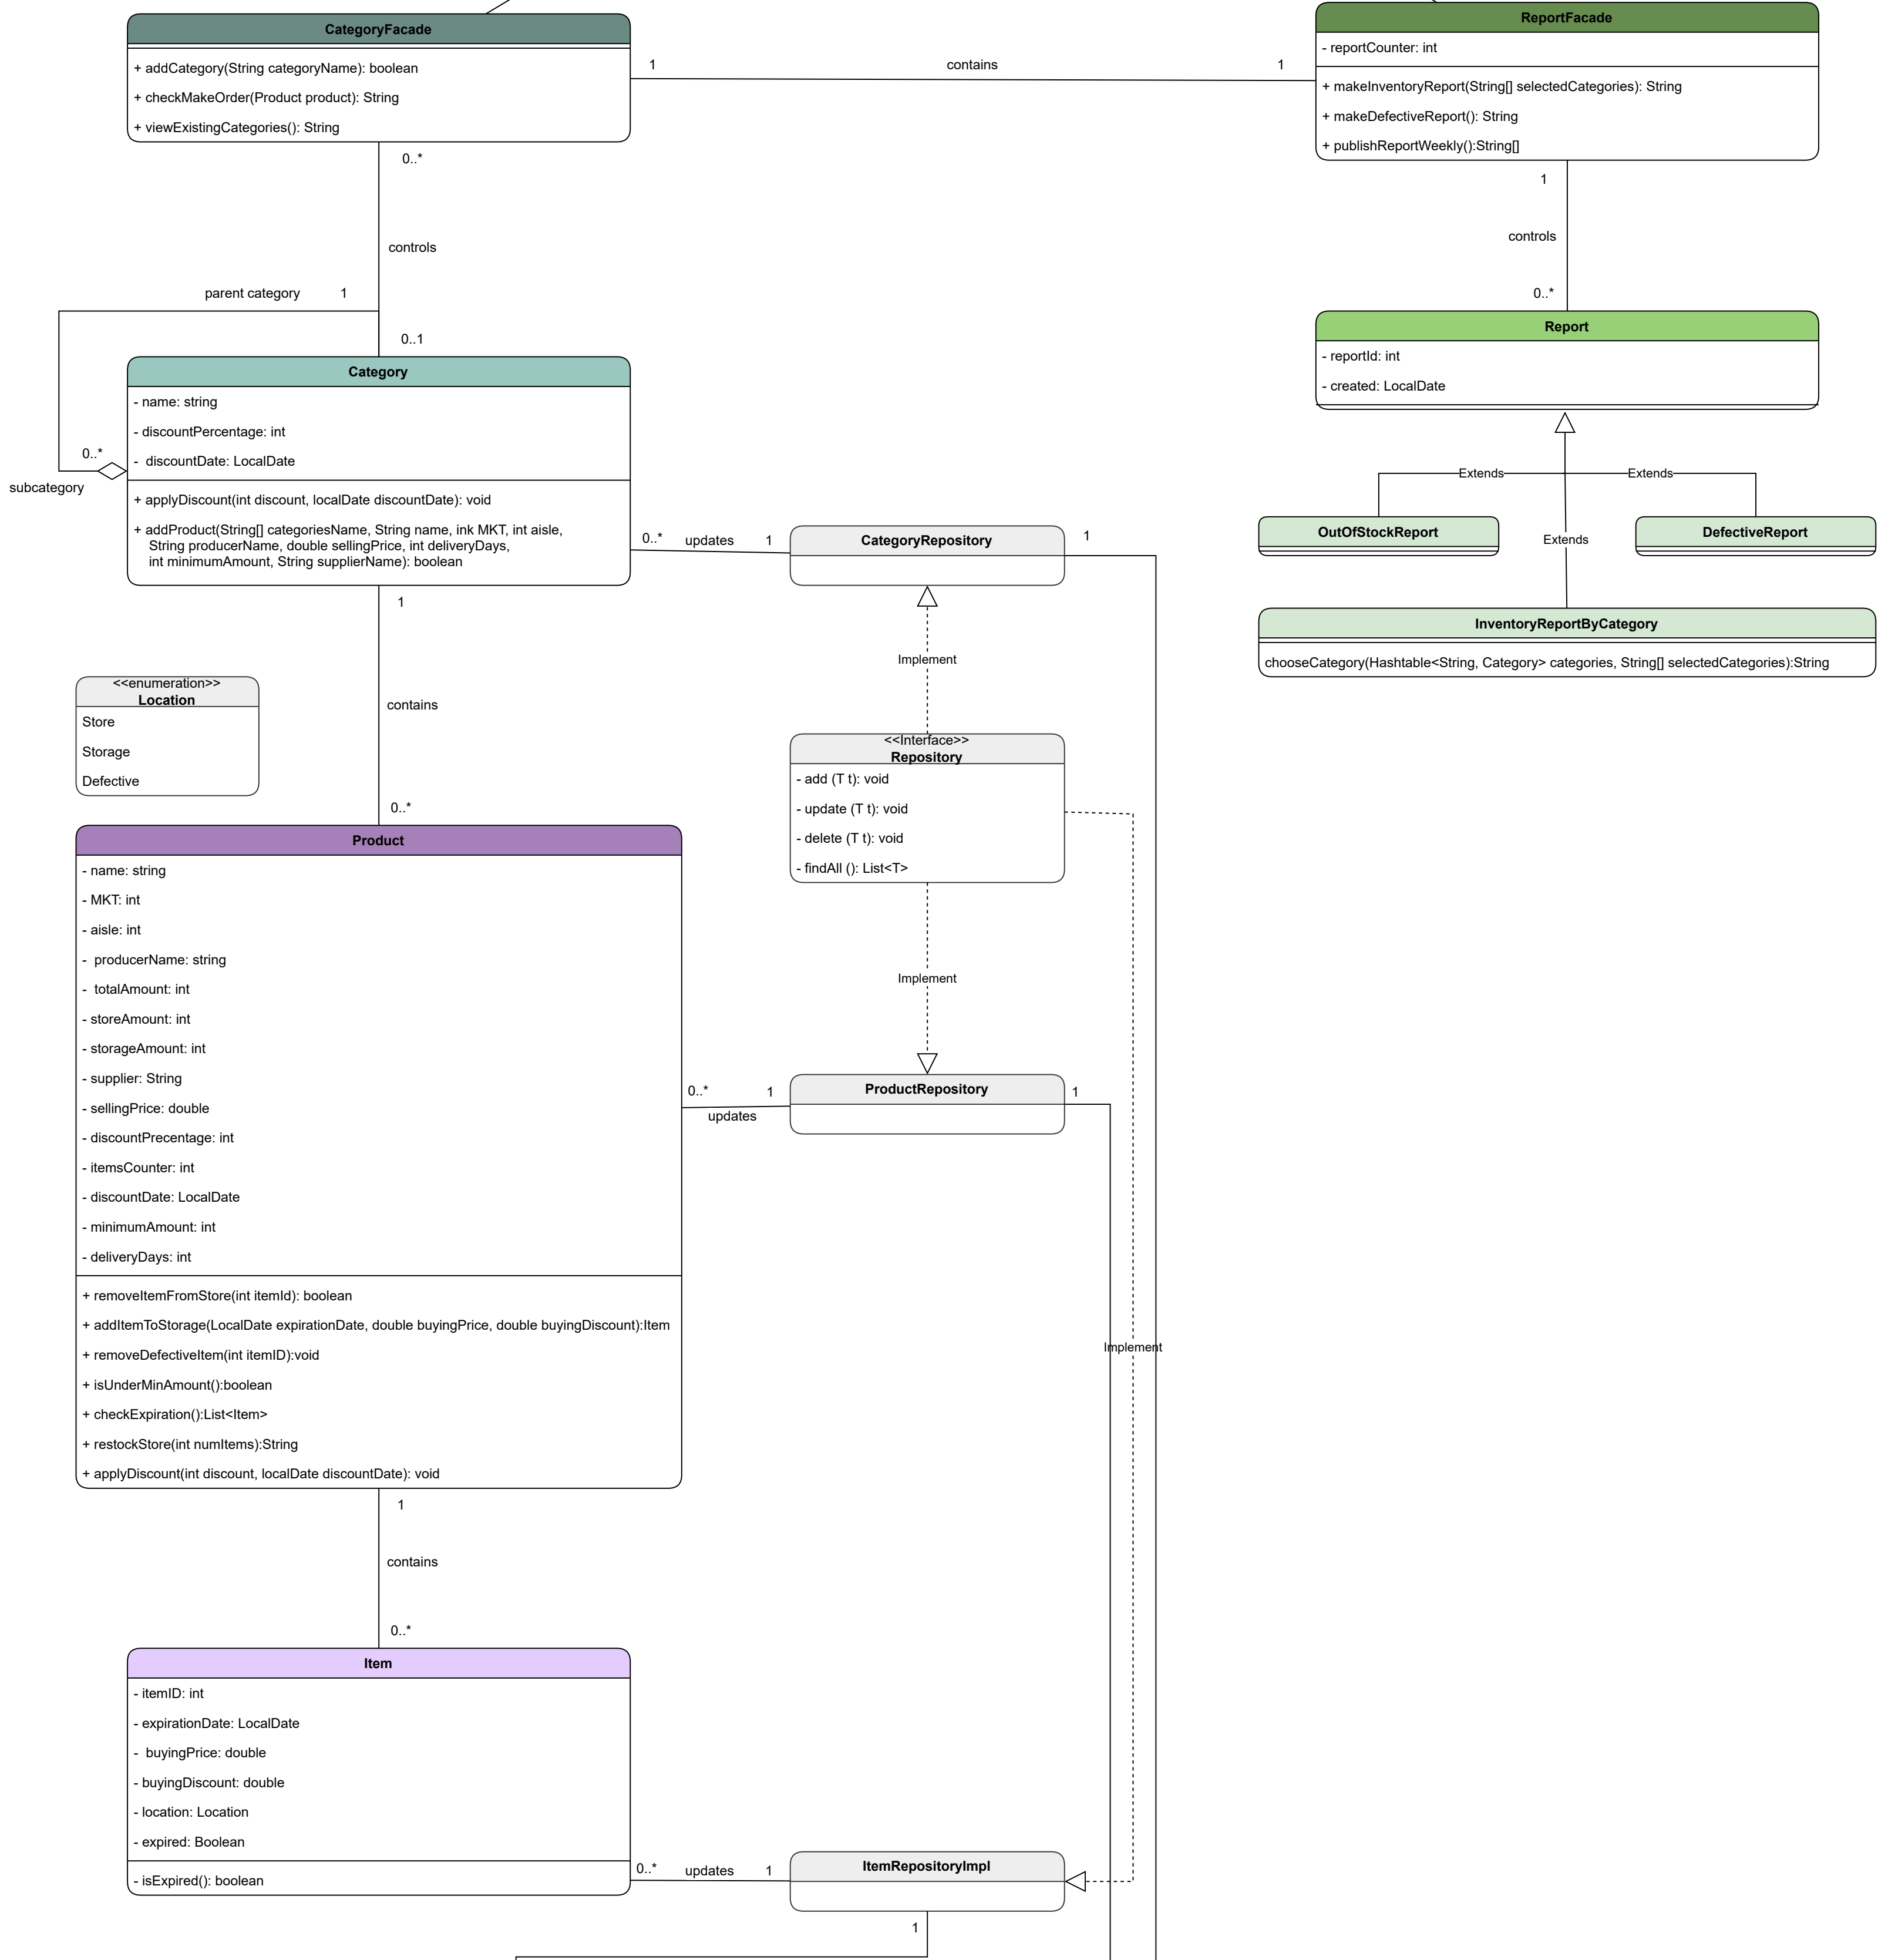 CategoryFacade
+ addCategory(String categoryName): boolean
+ checkMakeOrder(Product product): String
+ viewExistingCategories(): String
1
contains
1
ReportFacade
- reportCounter: int
+ makeInventoryReport(String[] selectedCategories): String
+ makeDefectiveReport(): String
+ publishReportWeekly():String[]
0..*
controls
parent category
1
0..1
1
controls
0..*
Category
- name: string
- discountPercentage: int
-  discountDate: LocalDate
+ applyDiscount(int discount, localDate discountDate): void
+ addProduct(String[] categoriesName, String name, ink MKT, int aisle,
String producerName, double sellingPrice, int deliveryDays,
int minimumAmount, String supplierName): boolean
0..*
subcategory
Report
- reportId: int
- created: LocalDate
Extends
Extends
Extends
OutOfStockReport
DefectiveReport
InventoryReportByCategory
chooseCategory(Hashtable<String, Category> categories, String[] selectedCategories):String
0..*
updates
1
CategoryRepository
1
1
contains
0..*
Implement
<<enumeration>>
Location
Store
Storage
Defective
<<Interface>>
Repository
- add (T t): void
- update (T t): void
- delete (T t): void
- findAll (): List<T>
Implement
Product
- name: string
- MKT: int
- aisle: int
-  producerName: string
-  totalAmount: int
- storeAmount: int
- storageAmount: int
- supplier: String
- sellingPrice: double
- discountPrecentage: int
- itemsCounter: int
- discountDate: LocalDate
- minimumAmount: int
- deliveryDays: int
+ removeItemFromStore(int itemId): boolean
+ addItemToStorage(LocalDate expirationDate, double buyingPrice, double buyingDiscount):Item
+ removeDefectiveItem(int itemID):void
+ isUnderMinAmount():boolean
+ checkExpiration():List<Item>
+ restockStore(int numItems):String
+ applyDiscount(int discount, localDate discountDate): void
0..*
1
updates
ProductRepository
1
Implement
1
contains
0..*
Item
- itemID: int
- expirationDate: LocalDate
-  buyingPrice: double
- buyingDiscount: double
- location: Location
- expired: Boolean
- isExpired(): boolean
0..*
updates
1
ItemRepositoryImpl
1